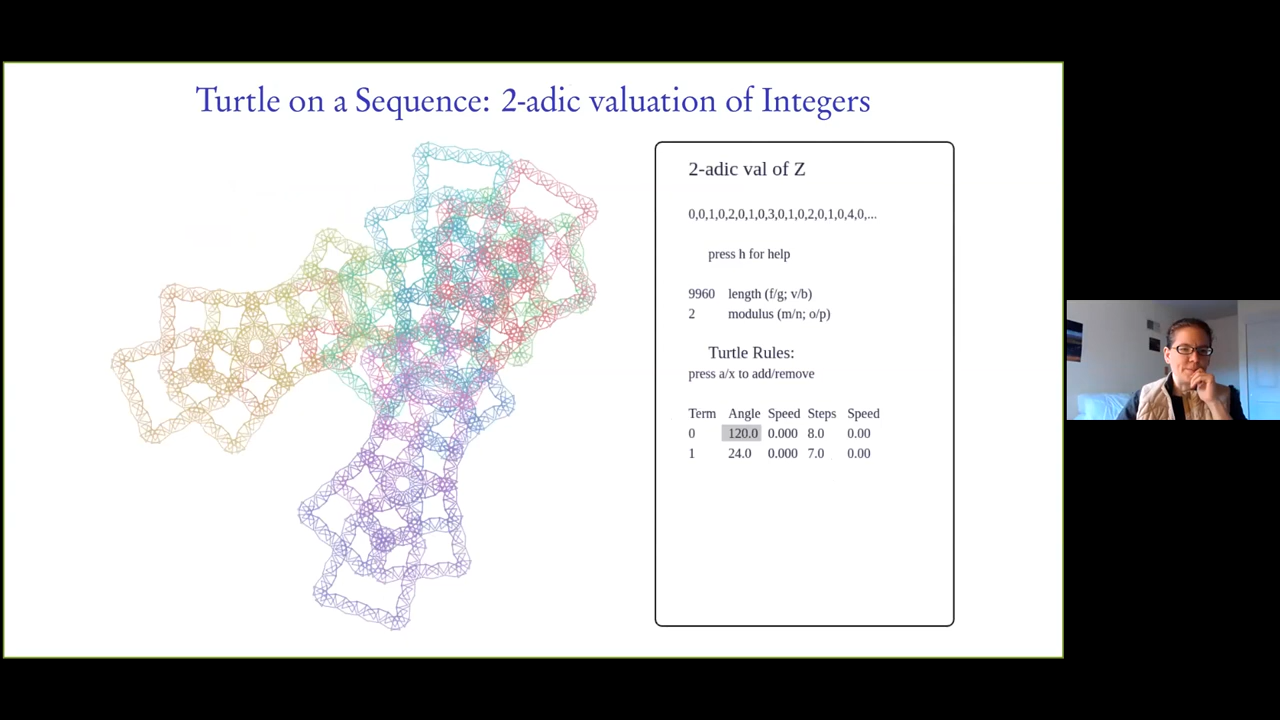 Turtle on a Sequence: 2-adic valuation of Integers
2-adic val of Z
0,0,1,0,2,0,1,0,3,0,1,0,2,0,1,0,4,0,...
press h for help
9960 length (f/g; v/b)
2 modulus (m/n; o/p)
Turtle Rules:
press a/x to add/remove
Term Angle Speed Steps Speed
0 120.0 0.000 8.0 0.00
1 24.0 0.000 7.0 0.00